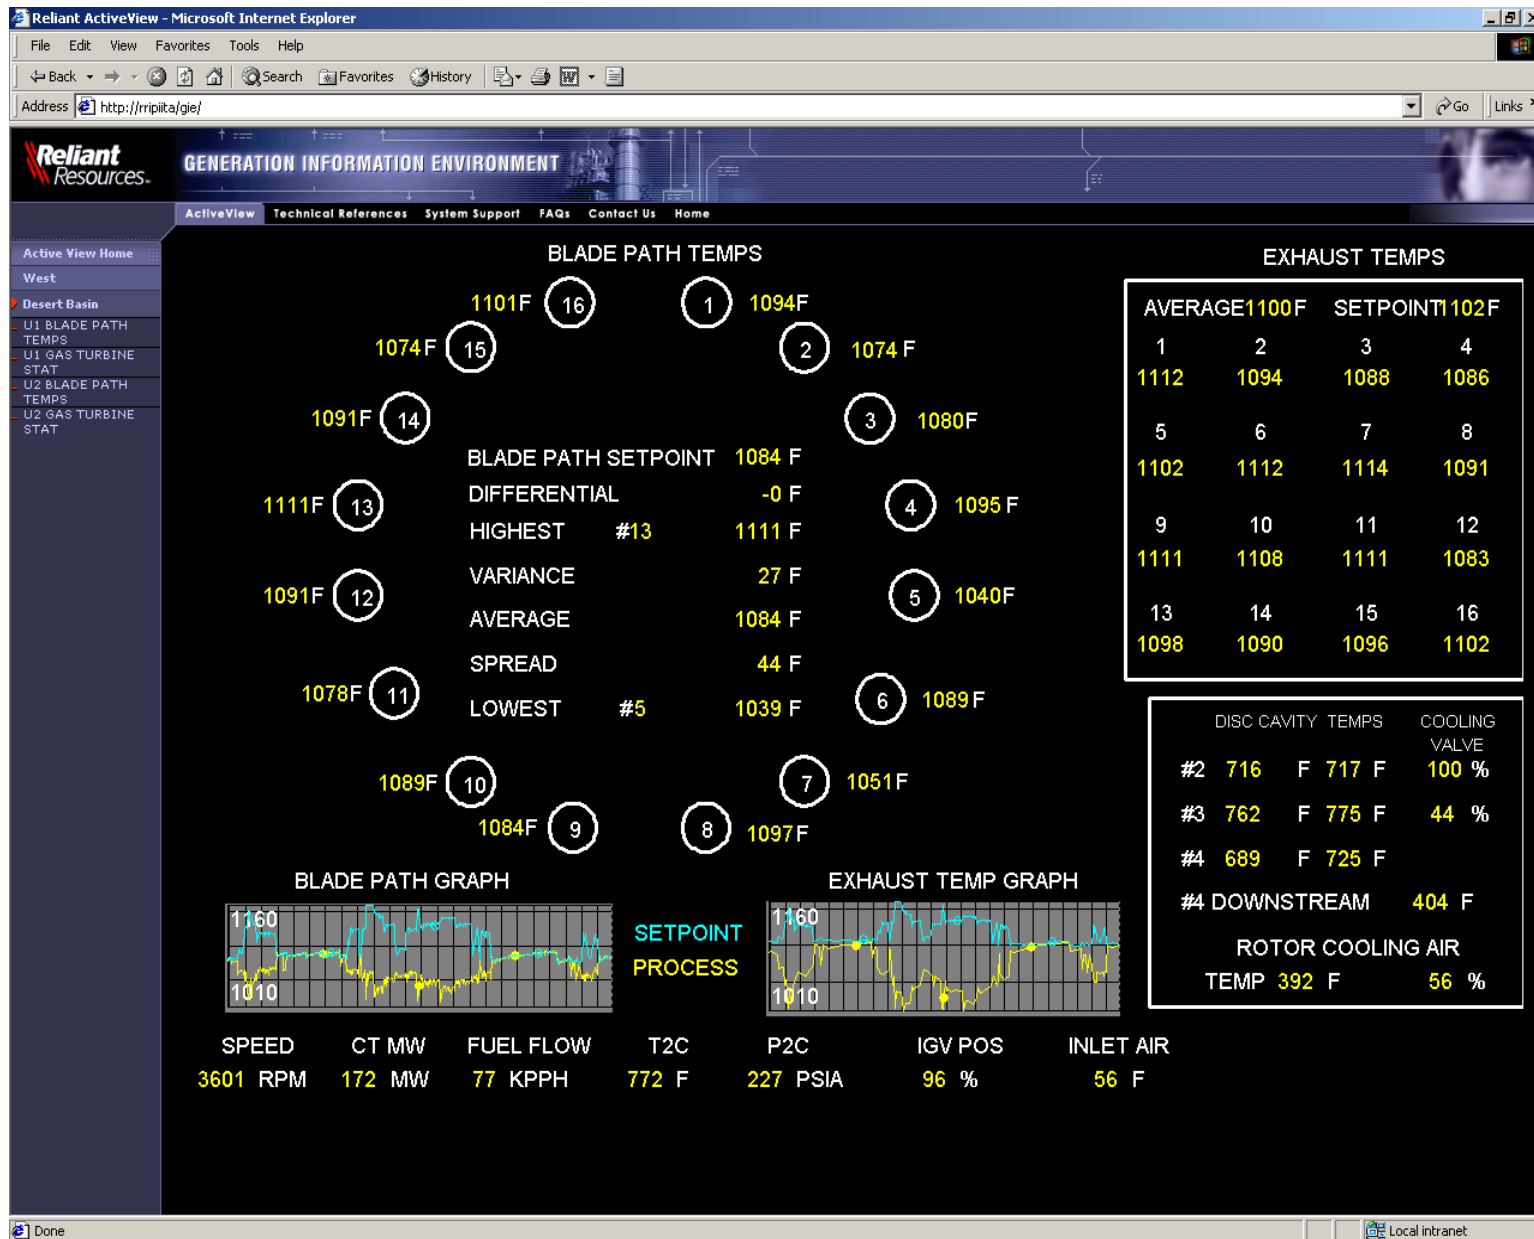 Reliant ActiveView - Microsoft Internet Explorer
File Edit View Favorites Tools Help
Back Search Favorites History
Address http://rripiita/gie/ Go Links
Reliant Resources
GENERATION INFORMATION ENVIRONMENT
ActiveView Technical References System Support FAQs Contact Us Home
Active View Home
West
Desert Basin
U1 BLADE PATH
TEMPS
U1 GAS TURBINE
STAT
U2 BLADE PATH
TEMPS
U2 GAS TURBINE
STAT
BLADE PATH TEMPS
1101F 16 1 1094F
1074F 15 2 1074 F
1091F 14 3 1080F
1111F 13 4 1095 F
1091F 12 5 1040F
1078F 11 6 1089 F
1089F 10 7 1051F
1084F 9 8 1097F
BLADE PATH SETPOINT 1084 F
DIFFERENTIAL -0 F
HIGHEST #13 1111 F
VARIANCE 27 F
AVERAGE 1084 F
SPREAD 44 F
LOWEST #5 1039 F
EXHAUST TEMPS
AVERAGE1100F SETPOINT1102F
1 2 3 4
1112 1094 1088 1086
5 6 7 8
1102 1112 1114 1091
9 10 11 12
1111 1108 1111 1083
13 14 15 16
1098 1090 1096 1102
DISC CAVITY TEMPS COOLING
VALVE
#2 716 F 717 F 100 %
#3 762 F 775 F 44 %
#4 689 F 725 F
#4 DOWNSTREAM 404 F
ROTOR COOLING AIR
TEMP 392 F 56 %
BLADE PATH GRAPH
1160
1010
SETPOINT
PROCESS
EXHAUST TEMP GRAPH
1160
1010
SPEED CT MW FUEL FLOW T2C P2C IGV POS INLET AIR
3601 RPM 172 MW 77 KPPH 772 F 227 PSIA 96 % 56 F
Done Local intranet